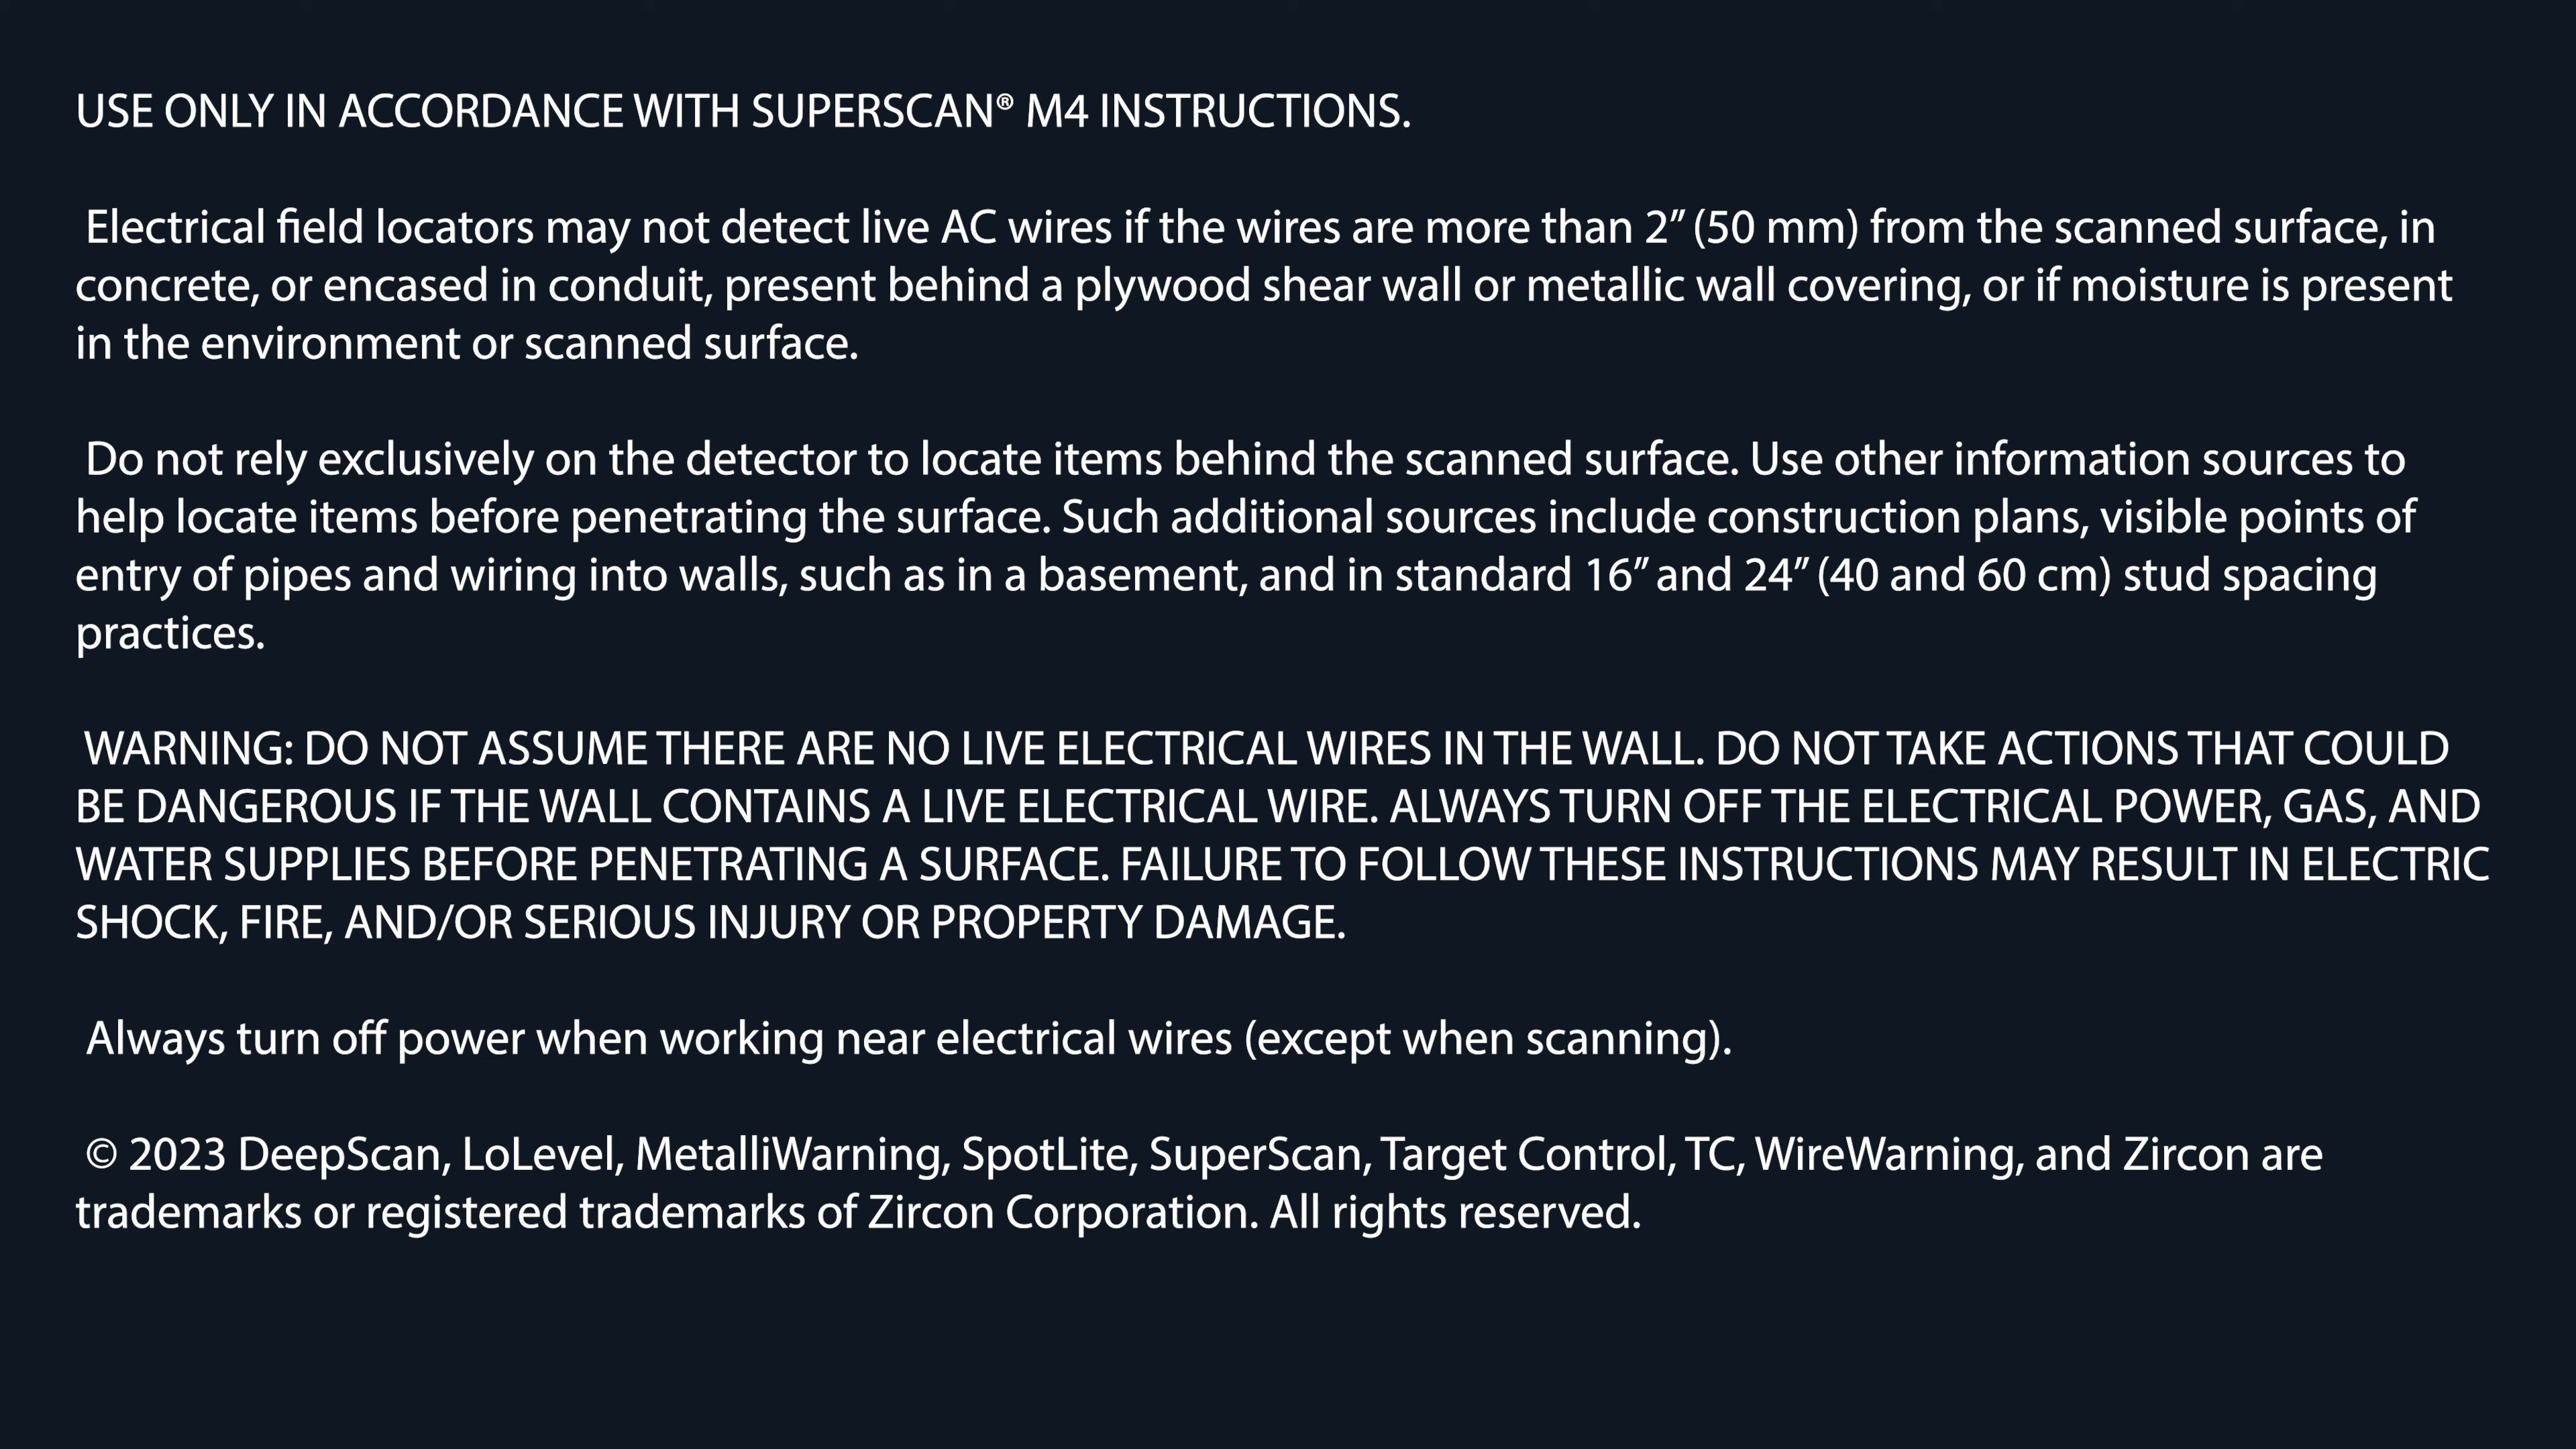 USE ONLY IN ACCORDANCE WITH SUPERSCAN® M4 INSTRUCTIONS.
Electrical field locators may not detect live AC wires if the wires are more than 2” (50 mm) from the scanned surface, in
concrete, or encased in conduit, present behind a plywood shear wall or metallic wall covering, or if moisture is present
in the environment or scanned surface.
Do not rely exclusively on the detector to locate items behind the scanned surface. Use other information sources to
help locate items before penetrating the surface. Such additional sources include construction plans, visible points of
entry of pipes and wiring into walls, such as in a basement, and in standard 16” and 24” (40 and 60 cm) stud spacing
practices.
WARNING: DO NOT ASSUME THERE ARE NO LIVE ELECTRICAL WIRES IN THE WALL. DO NOT TAKE ACTIONS THAT COULD
BE DANGEROUS IF THE WALL CONTAINS A LIVE ELECTRICAL WIRE. ALWAYS TURN OFF THE ELECTRICAL POWER, GAS, AND
WATER SUPPLIES BEFORE PENETRATING A SURFACE. FAILURE TO FOLLOW THESE INSTRUCTIONS MAY RESULT IN ELECTRIC
SHOCK, FIRE, AND/OR SERIOUS INJURY OR PROPERTY DAMAGE.
Always turn off power when working near electrical wires (except when scanning).
© 2023 DeepScan, LoLevel, MetalliWarning, SpotLite, SuperScan, Target Control, TC, WireWarning, and Zircon are
trademarks or registered trademarks of Zircon Corporation. All rights reserved.